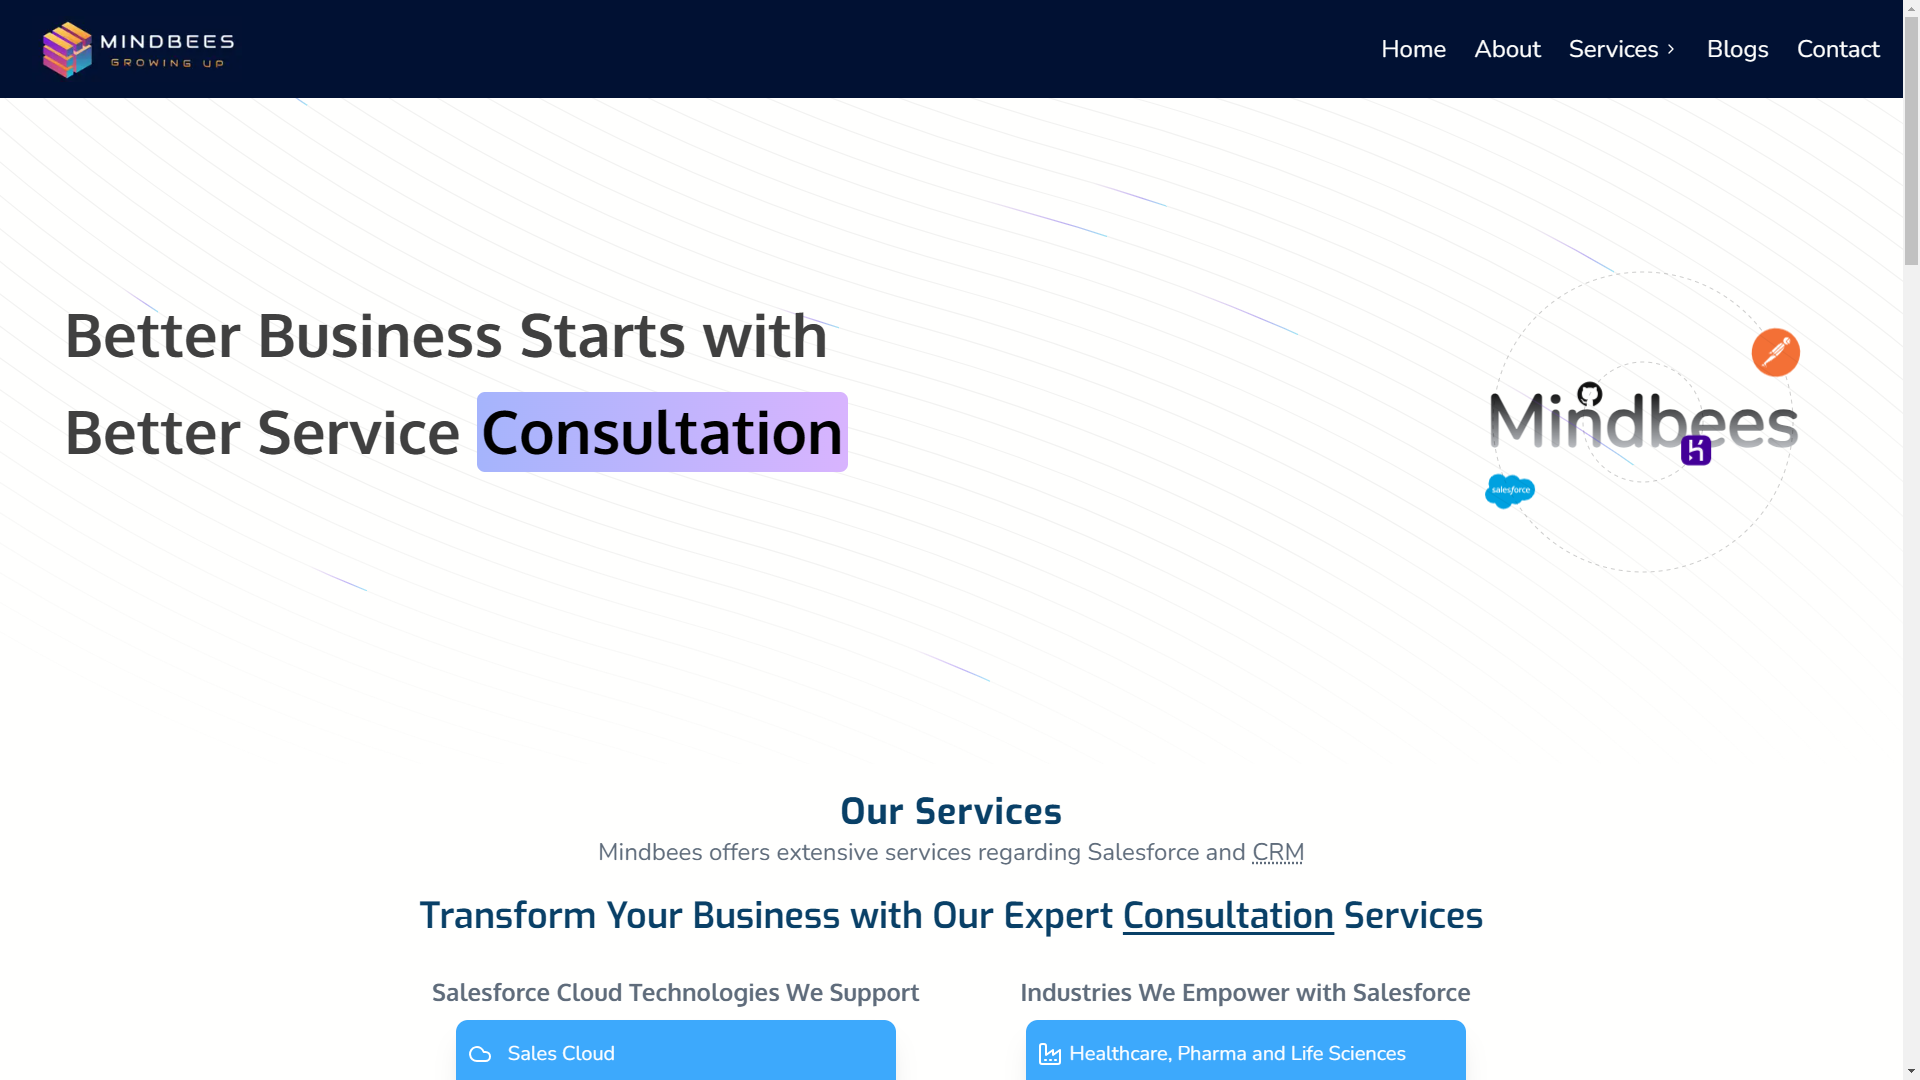 MINDBEES
GROWING UP
Home
About
Services
Blogs
Contact
Better Business Starts with
Better Service Consultation
Mindbees
salesforce
Our Services
Mindbees offers extensive services regarding Salesforce and CRM
Transform Your Business with Our Expert Consultation Services
Salesforce Cloud Technologies We Support
Industries We Empower with Salesforce
Sales Cloud
Healthcare, Pharma and Life Sciences